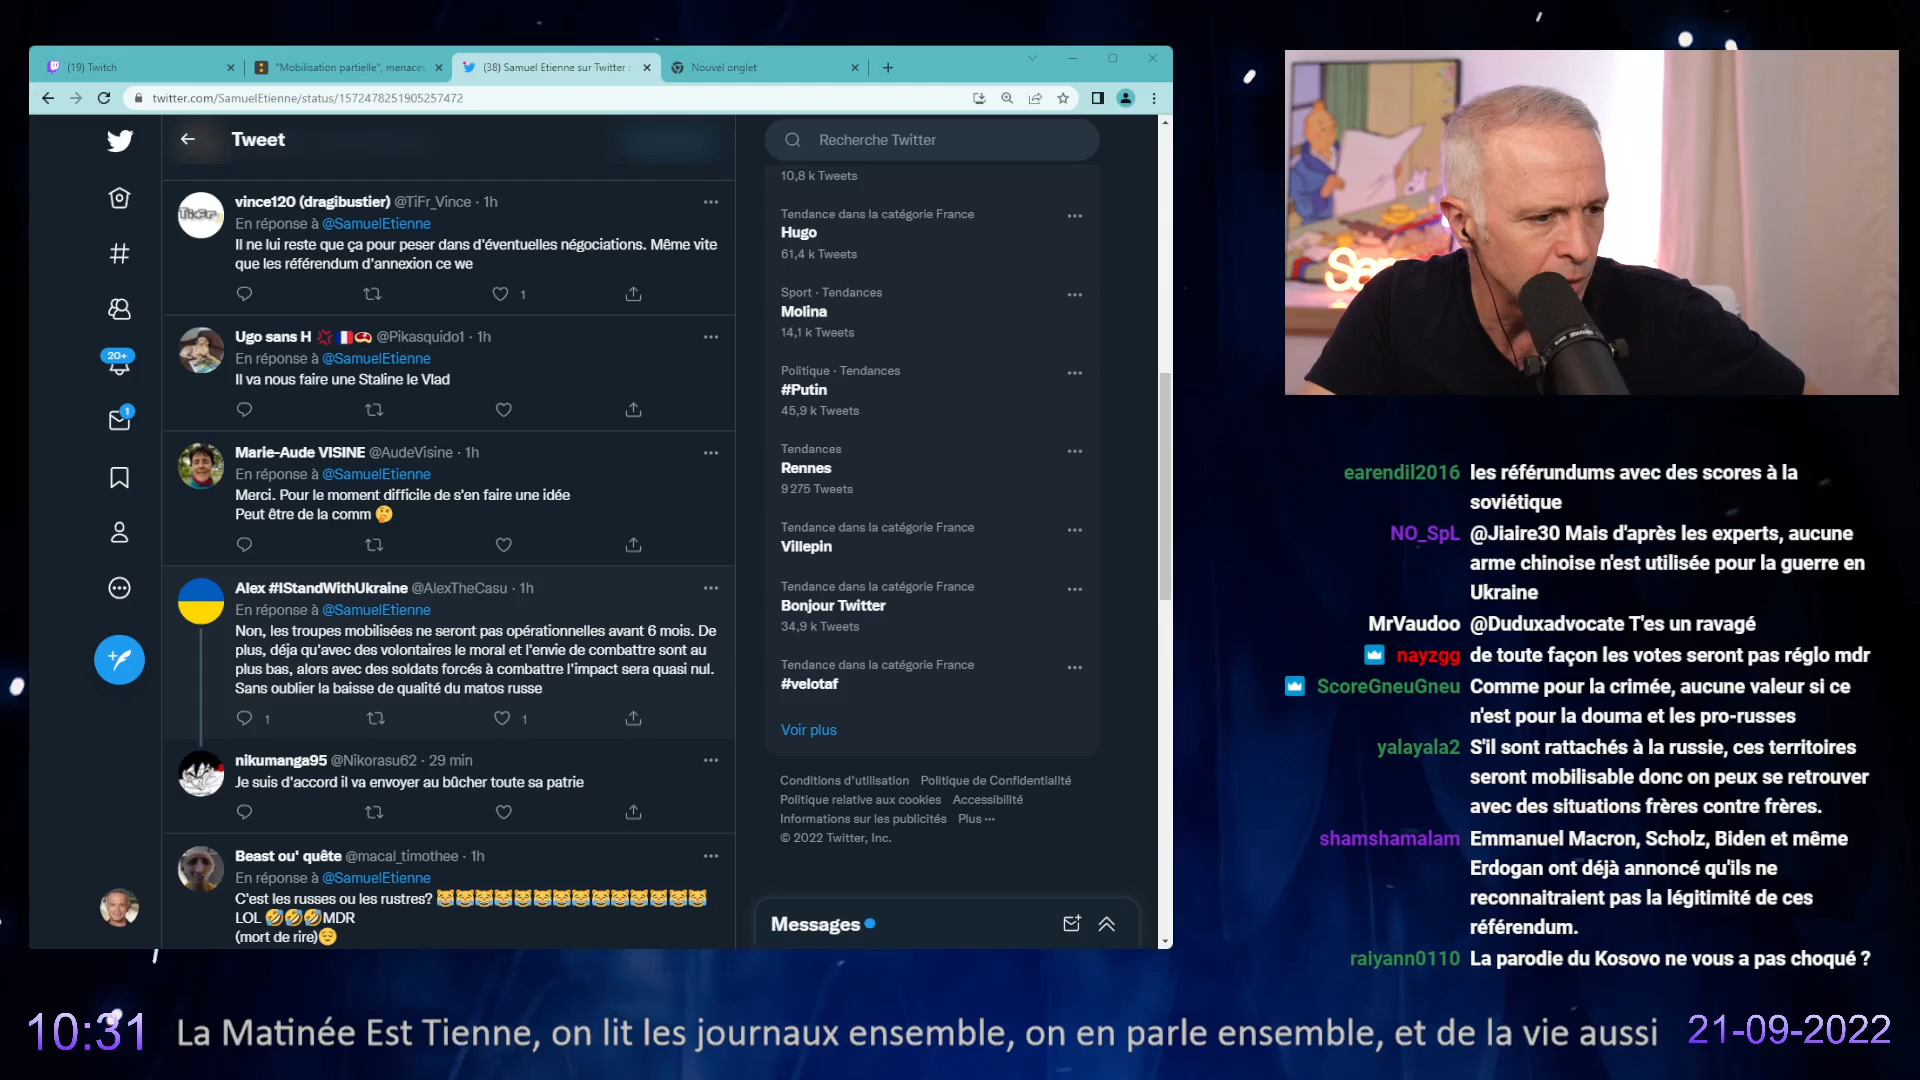 (19) Twitch
"Mobilisation partielle", menaces
(38) Samuel Etienne sur Twitter :
Nouvel onglet
twitter.com/SamuelEtienne/status/1572478251905257472
Tweet
vince120 (dragibustier) @TiFr_Vince · 1h
En réponse à @SamuelEtienne
Il ne lui reste que ça pour peser dans d'éventuelles négociations. Même vite
que les référendum d'annexion ce we
1
Ugo sans H @Pikasquido1 · 1h
En réponse à @SamuelEtienne
Il va nous faire une Staline le Vlad
20+
1
Marie-Aude VISINE @AudeVisine · 1h
En réponse à @SamuelEtienne
Merci. Pour le moment difficile de s'en faire une idée
Peut être de la comm 🤔
Alex #IStandWithUkraine @AlexTheCasu · 1h
En réponse à @SamuelEtienne
Non, les troupes mobilisées ne seront pas opérationnelles avant 6 mois. De
plus, déja qu'avec des volontaires le moral et l'envie de combattre sont au
plus bas, alors avec des soldats forcés à combattre l'impact sera quasi nul.
Sans oublier la baisse de qualité du matos russe
1
1
nikumanga95 @Nikorasu62 · 29 min
Je suis d'accord il va envoyer au bûcher toute sa patrie
Beast ou' quête @macal_timothee · 1h
En réponse à @SamuelEtienne
C'est les russes ou les rustres? 😹😹😹😹😹😹😹😹😹😹😹😹😹😹
LOL 🤣🤣🤣MDR
(mort de rire)😌
Recherche Twitter
10,8 k Tweets
Tendance dans la catégorie France
Hugo
61,4 k Tweets
Sport · Tendances
Molina
14,1 k Tweets
Politique · Tendances
#Putin
45,9 k Tweets
Tendances
Rennes
9 275 Tweets
Tendance dans la catégorie France
Villepin
Tendance dans la catégorie France
Bonjour Twitter
34,9 k Tweets
Tendance dans la catégorie France
#velotaf
Voir plus
Conditions d'utilisation Politique de Confidentialité
Politique relative aux cookies Accessibilité
Informations sur les publicités Plus ···
© 2022 Twitter, Inc.
Messages
earendil2016 les référundums avec des scores à la
soviétique
NO_SpL @Jiaire30 Mais d'après les experts, aucune
arme chinoise n'est utilisée pour la guerre en
Ukraine
MrVaudoo @Duduxadvocate T'es un ravagé
nayzgg de toute façon les votes seront pas réglo mdr
ScoreGneuGneu Comme pour la crimée, aucune valeur si ce
n'est pour la douma et les pro-russes
yalayala2 S'il sont rattachés à la russie, ces territoires
seront mobilisable donc on peux se retrouver
avec des situations frères contre frères.
shamshamalam Emmanuel Macron, Scholz, Biden et même
Erdogan ont déjà annoncé qu'ils ne
reconnaitraient pas la légitimité de ces
référendum.
raiyann0110 La parodie du Kosovo ne vous a pas choqué ?
10:31 La Matinée Est Tienne, on lit les journaux ensemble, on en parle ensemble, et de la vie aussi 21-09-2022